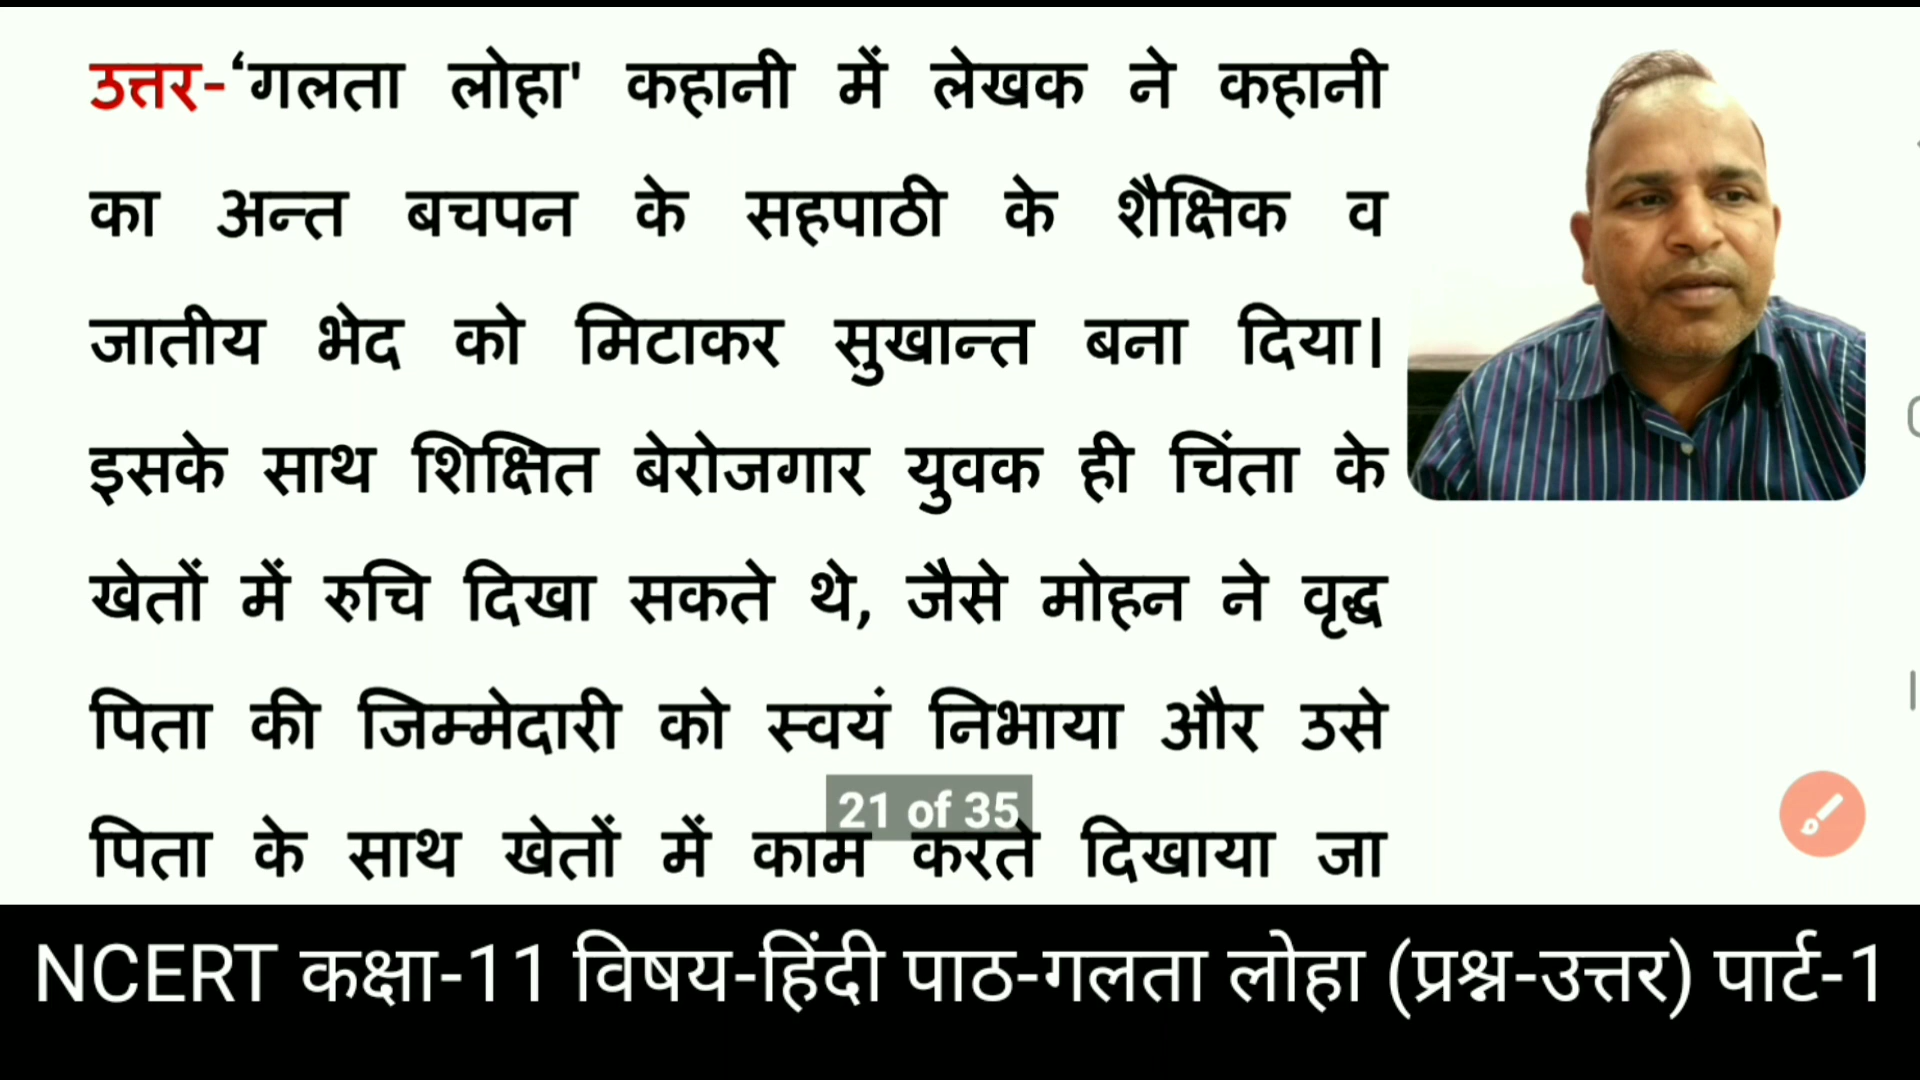 उत्तर-‘गलता लोहा' कहानी में लेखक ने कहानी
का अन्त बचपन के सहपाठी के शैक्षिक व
जातीय भेद को मिटाकर सुखान्त बना दिया।
इसके साथ शिक्षित बेरोजगार युवक ही चिंता के
खेतों में रुचि दिखा सकते थे, जैसे मोहन ने वृद्ध
पिता की जिम्मेदारी को स्वयं निभाया और उसे
21 of 35
पिता के साथ खेतों में काम करते दिखाया जा
NCERT कक्षा-11 विषय-हिंदी पाठ-गलता लोहा (प्रश्न-उत्तर) पार्ट-1